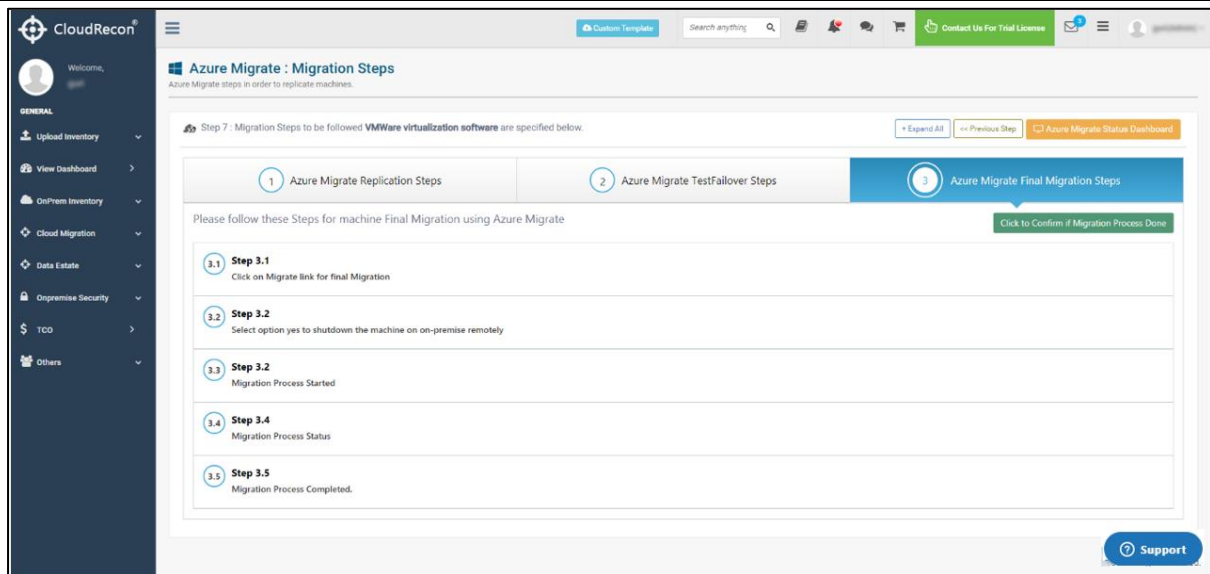 CloudRecon®
Custom Template
Search anything
Contact Us For Trial License
3
Welcome,
GENERAL
Upload Inventory
View Dashboard
OnPrem Inventory
Cloud Migration
Data Estate
Onpremise Security
$ TCO
Others
Azure Migrate : Migration Steps
Azure Migrate steps in order to replicate machines.
Step 7 : Migration Steps to be followed VMWare virtualization software are specified below.
+ Expand All
<< Previous Step
Azure Migrate Status Dashboard
1 Azure Migrate Replication Steps
2 Azure Migrate TestFailover Steps
3 Azure Migrate Final Migration Steps
Please follow these Steps for machine Final Migration using Azure Migrate
Click to Confirm if Migration Process Done
3.1 Step 3.1
Click on Migrate link for final Migration
3.2 Step 3.2
Select option yes to shutdown the machine on on-premise remotely
3.3 Step 3.2
Migration Process Started
3.4 Step 3.4
Migration Process Status
3.5 Step 3.5
Migration Process Completed.
Support